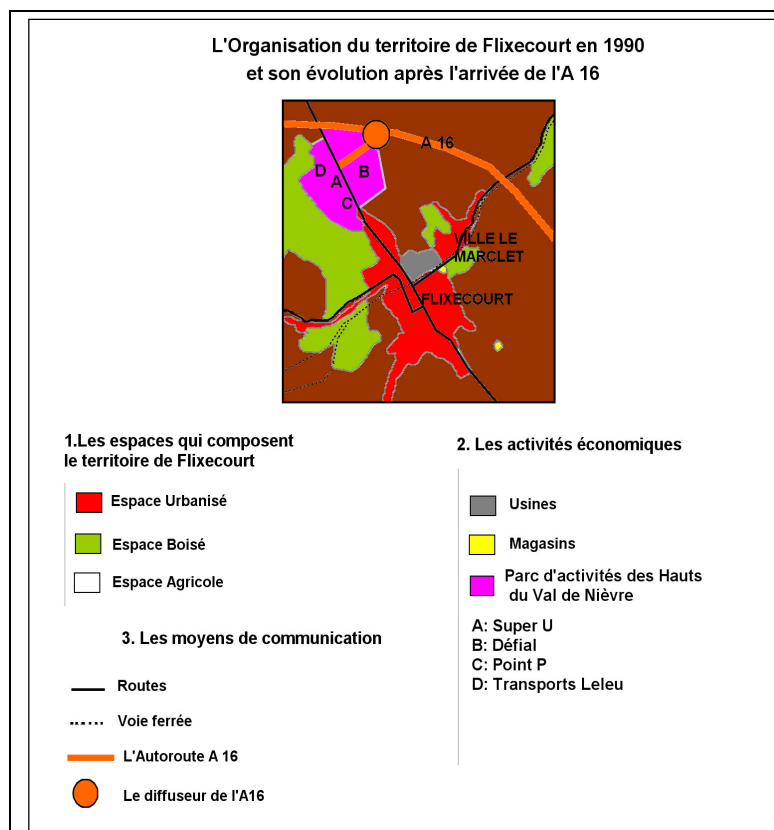 L'Organisation du territoire de Flixecourt en 1990
et son évolution après l'arrivée de l'A 16
A 16
D
B
A
C
VILLE LE
MARCLET
FLIXECOURT
1.Les espaces qui composent
le territoire de Flixecourt
Espace Urbanisé
Espace Boisé
Espace Agricole
2. Les activités économiques
Usines
Magasins
Parc d'activités des Hauts
du Val de Nièvre
A: Super U
B: Défial
C: Point P
D: Transports Leleu
3. Les moyens de communication
Routes
Voie ferrée
L'Autoroute A 16
Le diffuseur de l'A16